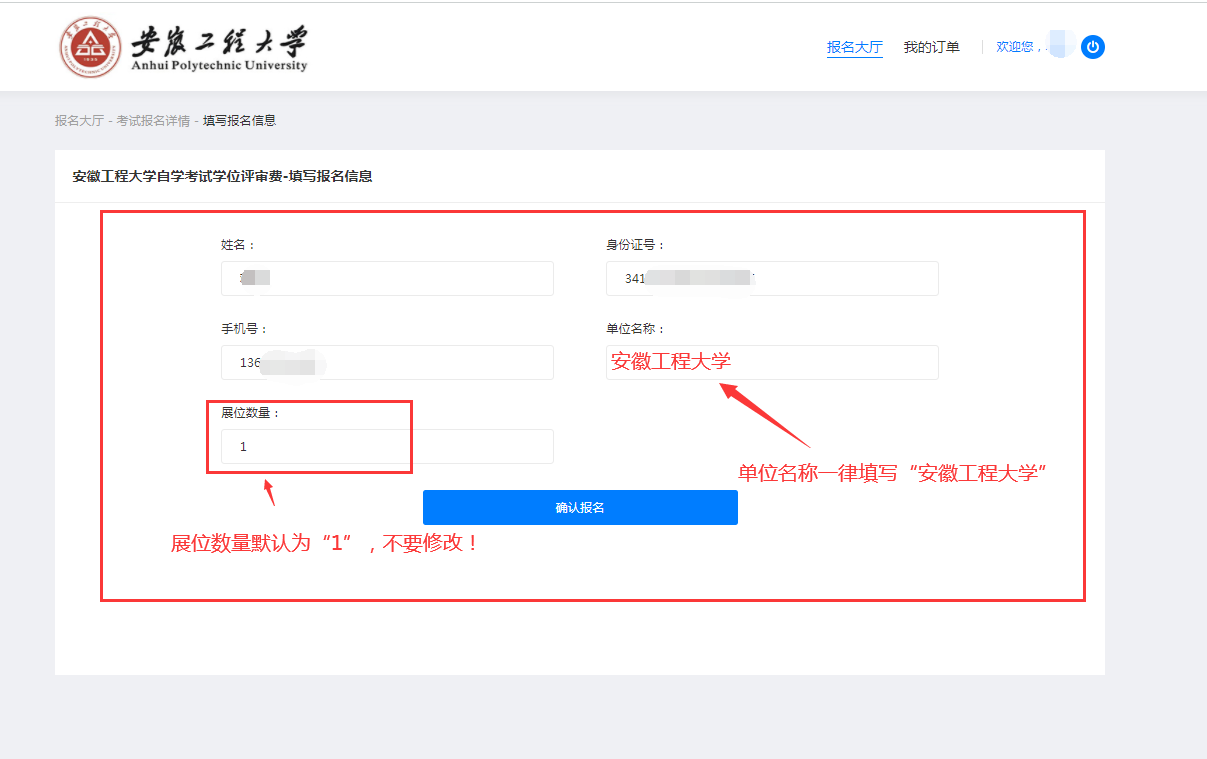 安徽工程大学
Anhui Polytechnic University
报名大厅 我的订单 欢迎您，
报名大厅 - 考试报名详情 - 填写报名信息
安徽工程大学自学考试学位评审费-填写报名信息
姓名： 身份证号：
341
手机号： 单位名称：
136 安徽工程大学
展位数量：
1
单位名称一律填写“安徽工程大学”
确认报名
展位数量默认为“1”，不要修改！